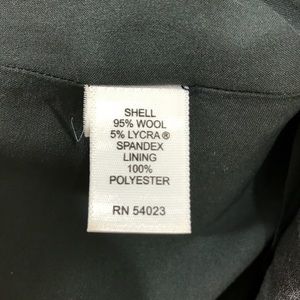 SHELL
95% WOOL
5% LYCRA®
SPANDEX
LINING
100%
POLYESTER
RN 54023